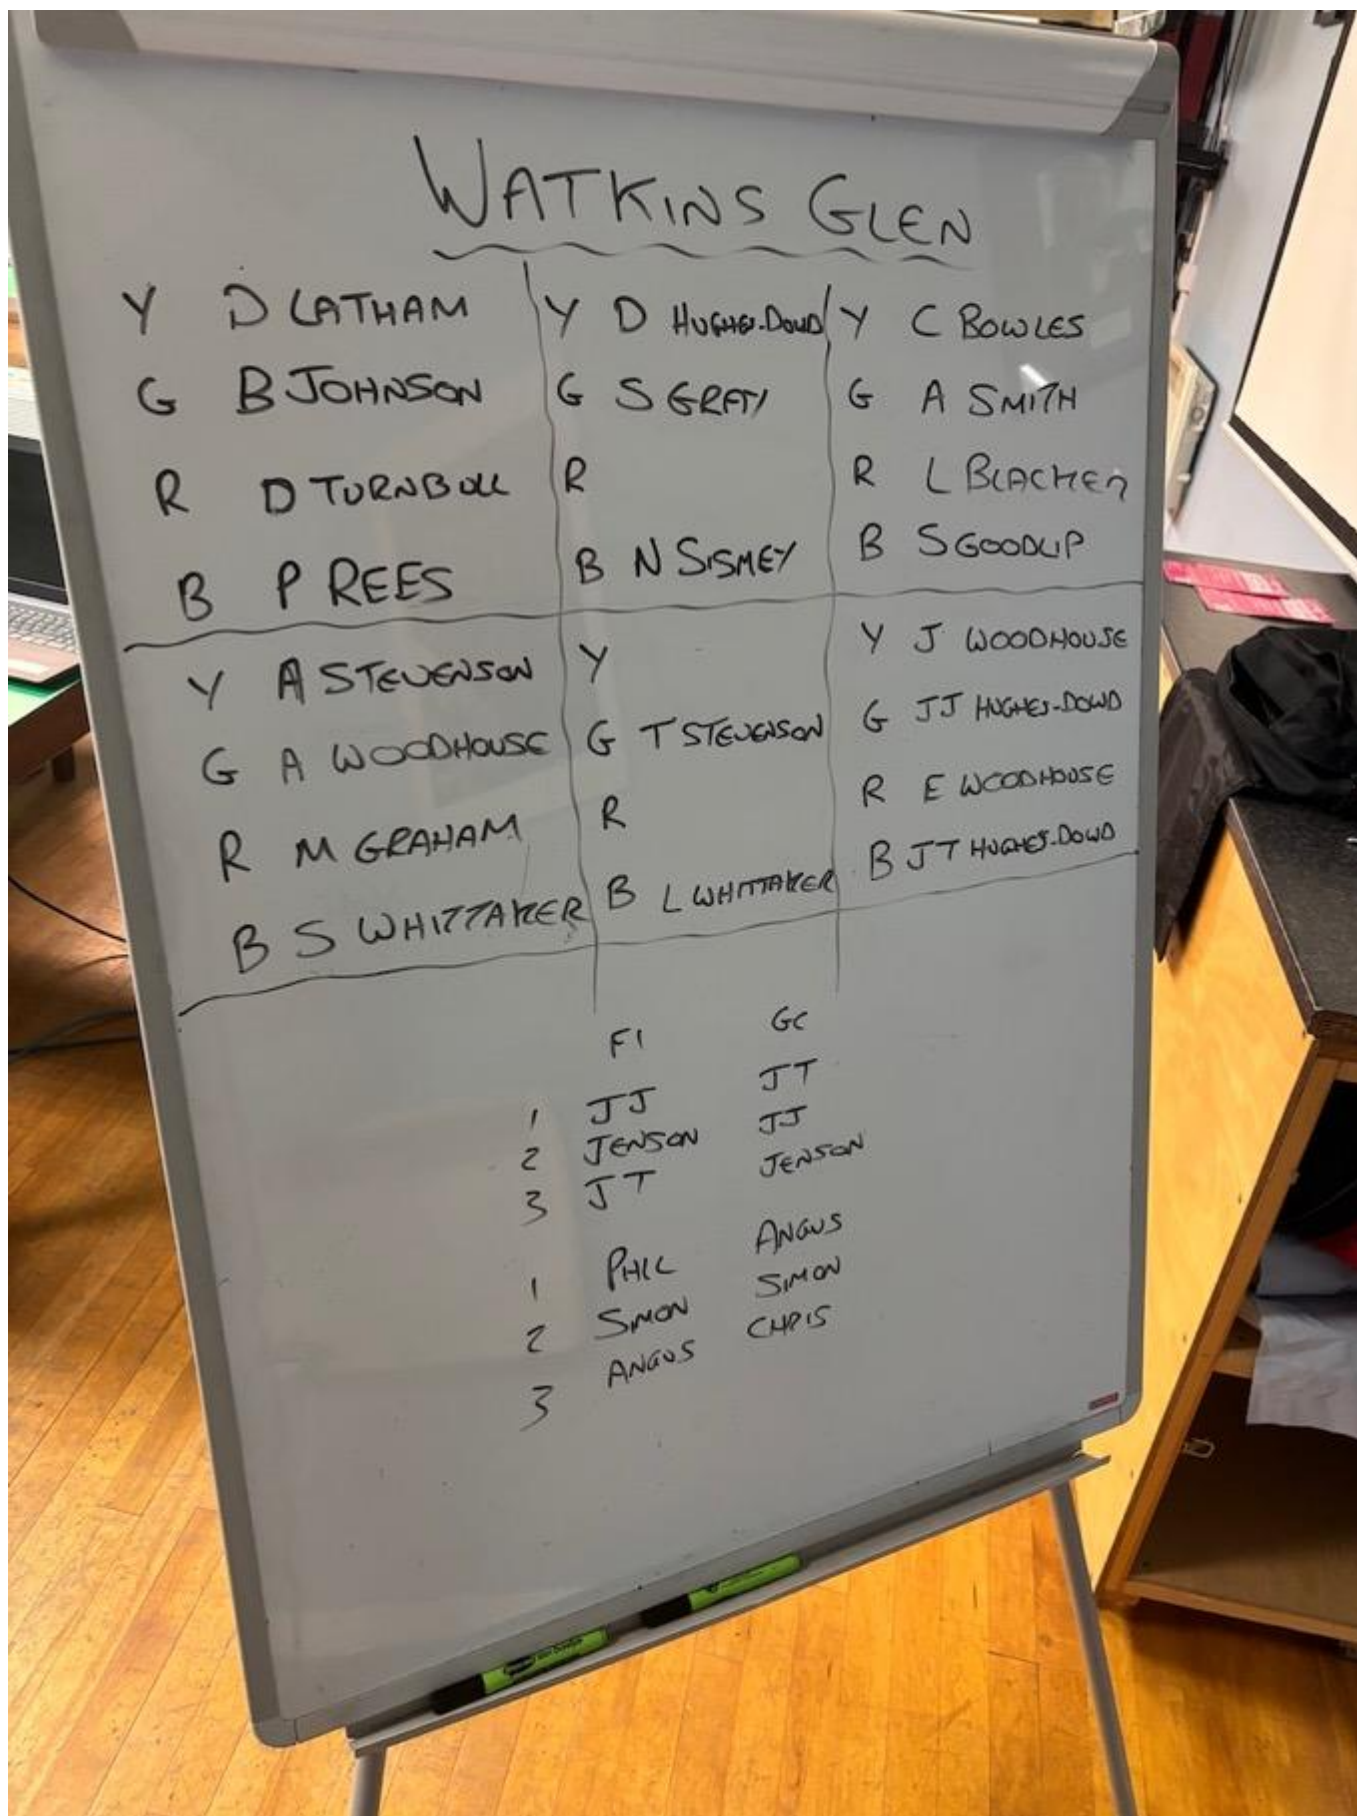 WATKINS GLEN
Y D LATHAM
G B JOHNSON
R D TURNBULL
B P REES
Y D HUGHES-DOWD
G S GRAY
R
B N SISMEY
Y C BOWLES
G A SMITH
R L BLACHER
B S GOODLIP
Y A STEVENSON
G A WOODHOUSE
R M GRAHAM
B S WHITTAKER
Y
G T STEVENSON
R
B L WHITTAKER
Y J WOODHOUSE
G JJ HUGHES-DOWD
R E WOODHOUSE
B JT HUGHES-DOWD
F1 GC
1 JJ JT
2 JENSON JJ
3 JT JENSON
1 PHIL ANGUS
2 SIMON SIMON
3 ANGUS CHRIS